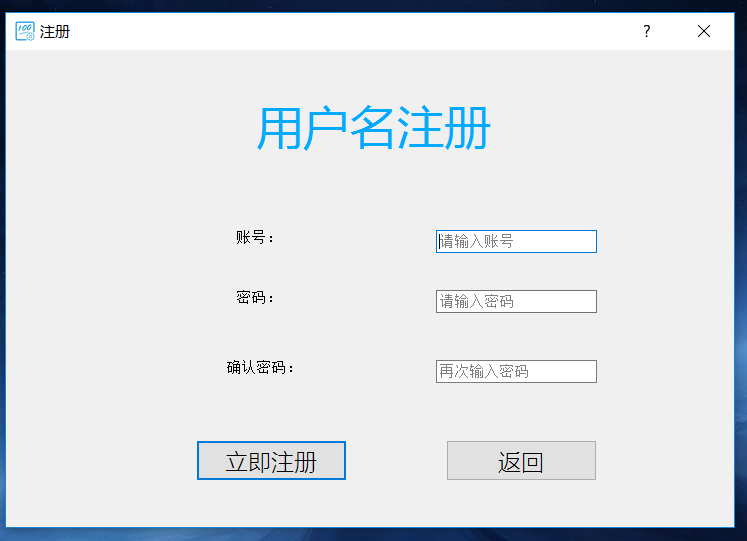 注册
用户名注册
账号： 请输入账号
密码： 请输入密码
确认密码： 再次输入密码
立即注册 返回